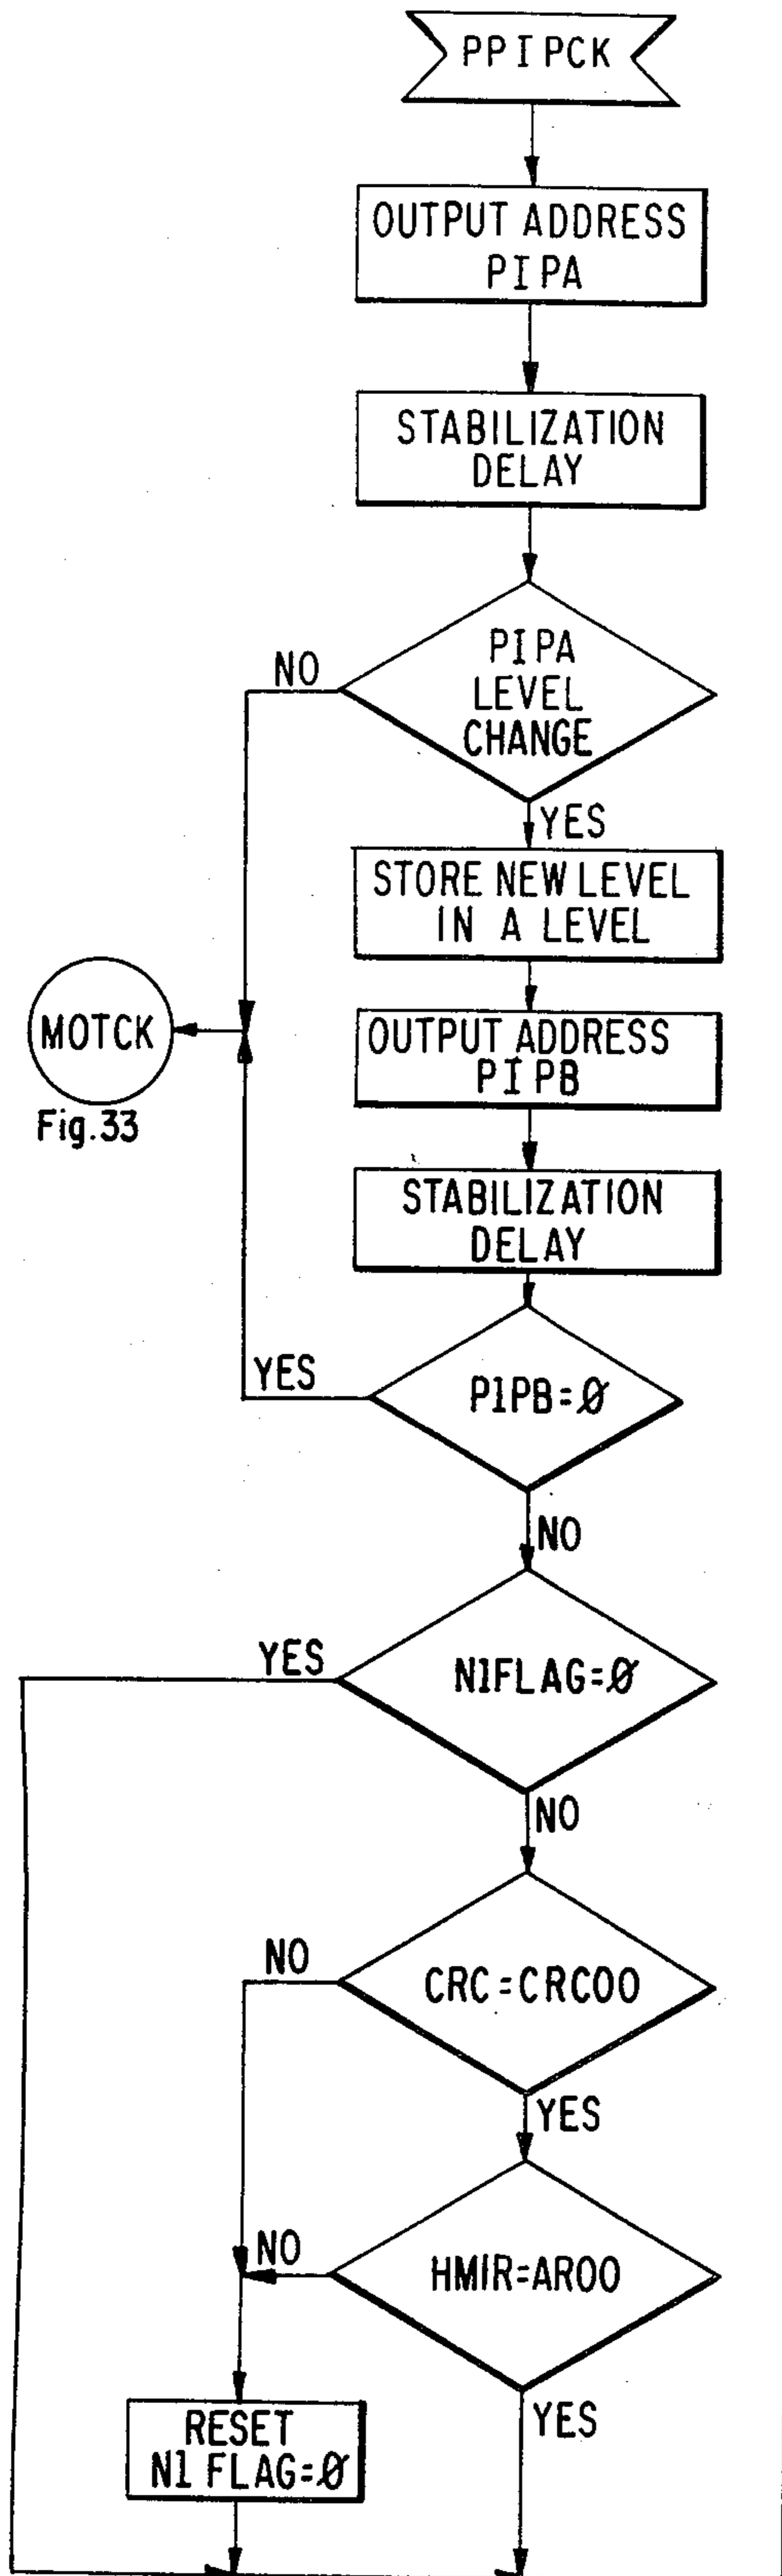 PPIPCK
OUTPUT ADDRESS
PIPA
STABILIZATION
DELAY
PIPA
LEVEL
CHANGE
NO
YES
STORE NEW LEVEL
IN A LEVEL
MOTCK
Fig.33
OUTPUT ADDRESS
PIPB
STABILIZATION
DELAY
YES
P1PB=Ø
NO
YES
N1FLAG=Ø
NO
NO
CRC=CRC00
YES
NO
HMIR=AR00
YES
RESET
N1 FLAG=Ø